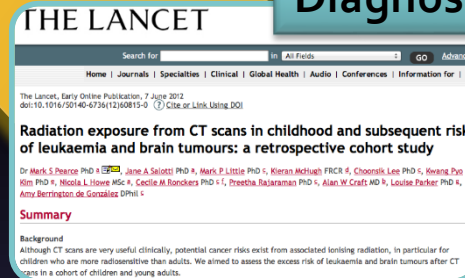 Diagnos
THE LANCET
Search for in All Fields GO Advanc
Home | Journals | Specialties | Clinical | Global Health | Audio | Conferences | Information for |
The Lancet, Early Online Publication, 7 June 2012
doi:10.1016/S0140-6736(12)60815-0 ? Cite or Link Using DOI
Radiation exposure from CT scans in childhood and subsequent risk
of leukaemia and brain tumours: a retrospective cohort study
Dr Mark S Pearce PhD a, Jane A Salotti PhD a, Mark P Little PhD c, Kieran McHugh FRCR d, Choonsik Lee PhD c, Kwang Pyo
Kim PhD e, Nicola L Howe MSc a, Cecile M Ronckers PhD c f, Preetha Rajaraman PhD c, Alan W Craft MD b, Louise Parker PhD g,
Amy Berrington de González DPhil c
Summary
Background
Although CT scans are very useful clinically, potential cancer risks exist from associated ionising radiation, in particular for
children who are more radiosensitive than adults. We aimed to assess the excess risk of leukaemia and brain tumours after CT
scans in a cohort of children and young adults.